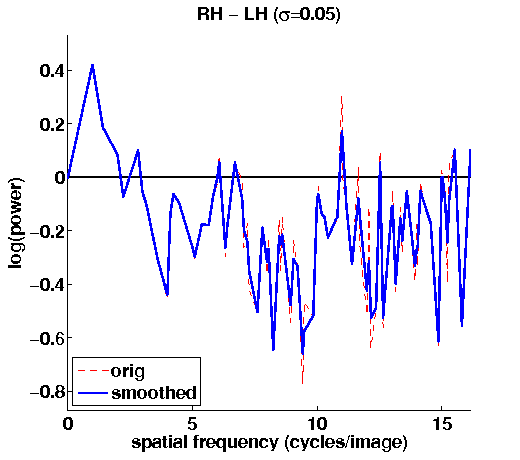 RH − LH (σ=0.05)
0.4
0.2
0
−0.2
−0.4
−0.6
−0.8
log(power)
orig
smoothed
0 5 10 15
spatial frequency (cycles/image)